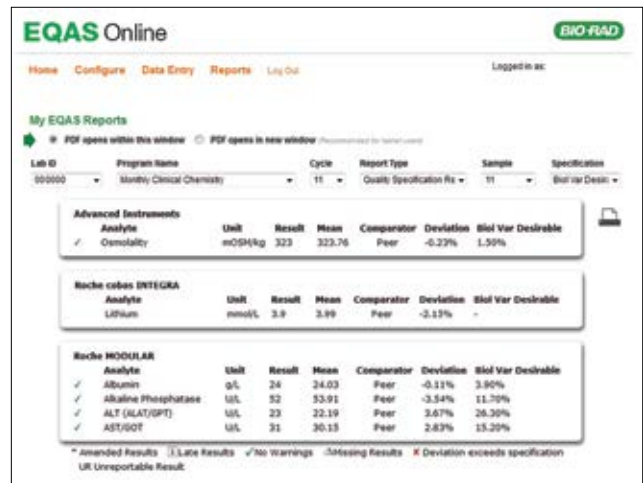 EQAS Online
BIO-RAD
Home Configure Data Entry Reports Log Out
Logged in as:
My EQAS Reports
PDF opens within this window PDF opens in new window (Recommended for tablet users)
Lab ID Program Name Cycle Report Type Sample Specification
000000 Monthly Clinical Chemistry 11 Quality Specification Re 11 Biol Var Desira
Advanced Instruments
Analyte Unit Result Mean Comparator Deviation Biol Var Desirable
✓ Osmolality mOSM/kg 323 323.76 Peer -0.23% 1.50%
Roche cobas INTEGRA
Analyte Unit Result Mean Comparator Deviation Biol Var Desirable
Lithium mmol/L 3.9 3.99 Peer -2.13% -
Roche MODULAR
Analyte Unit Result Mean Comparator Deviation Biol Var Desirable
✓ Albumin g/L 24 24.03 Peer -0.11% 3.90%
✓ Alkaline Phosphatase U/L 52 53.91 Peer -3.54% 11.70%
✓ ALT (ALAT/GPT) U/L 23 22.19 Peer 3.67% 26.30%
✓ AST/GOT U/L 31 30.15 Peer 2.83% 15.20%
* Amended Results Late Results ✓No Warnings Missing Results ✗ Deviation exceeds specification
UR Unreportable Result